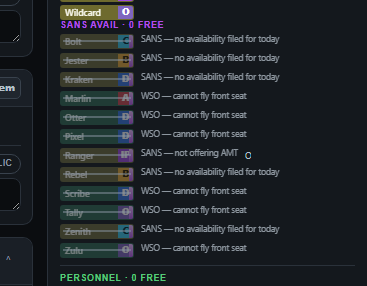 Wildcard O
SANS AVAIL · 0 FREE
Bolt SANS — no availability filed for today
Jester SANS — no availability filed for today
Kraken SANS — no availability filed for today
Marlin A WSO — cannot fly front seat
Otter WSO — cannot fly front seat
Pixel WSO — cannot fly front seat
Ranger IP SANS — not offering AMT
Rebel SANS — no availability filed for today
Scribe WSO — cannot fly front seat
Tally WSO — cannot fly front seat
Zenith SANS — no availability filed for today
Zulu WSO — cannot fly front seat
PERSONNEL · 0 FREE
em
LIC